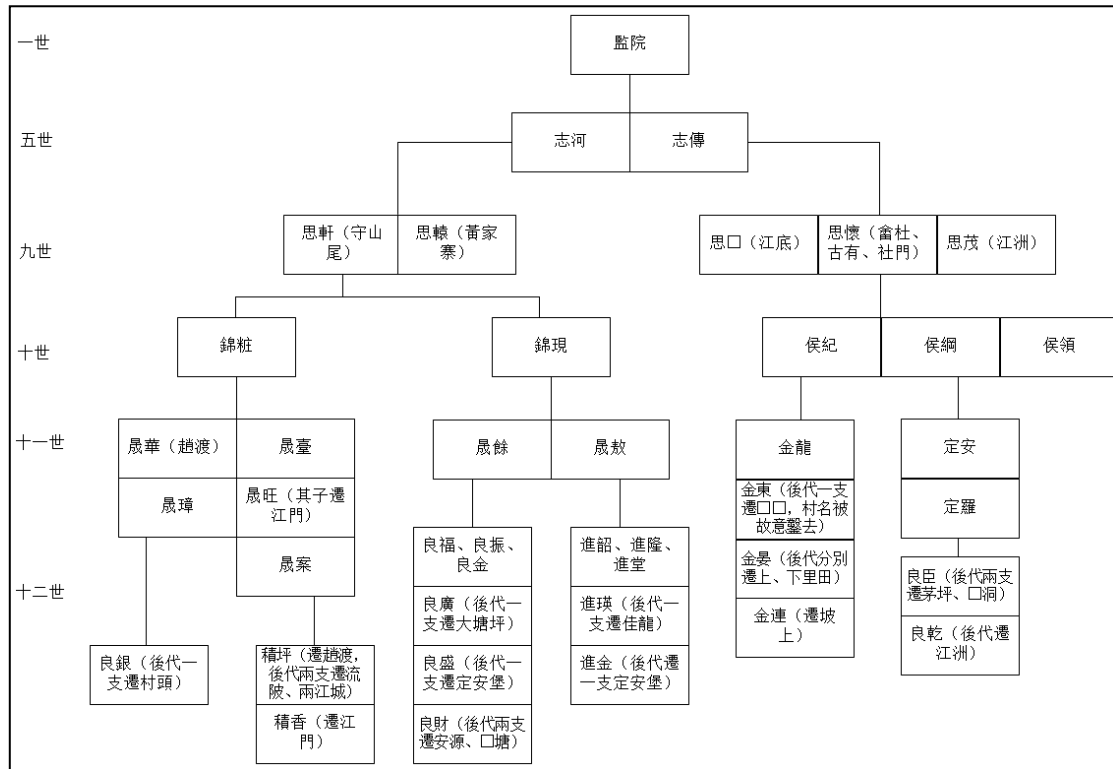 一世
監院
五世
志河
志傳
九世
思軒（守山
尾）
思轅（黃家
寨）
思□（江底）
思懷（畬杜、
古有、社門）
思茂（江洲）
十世
錦粧
錦現
侯紀
侯綱
侯領
十一世
晟華（趙渡）
晟臺
晟餘
晟敖
金龍
定安
晟璋
晟旺（其子遷
江門）
金東（後代一支
遷□□，村名被
故意鑿去）
定羅
十二世
晟案
良福、良振、
良金
進韶、進隆、
進堂
金晏（後代分別
遷上、下里田）
良臣（後代兩支
遷茅坪、□洞）
良廣（後代一
支遷大塘坪）
進瑛（後代一
支遷佳龍）
金連（遷坡
上）
良乾（後代遷
江洲）
良銀（後代一
支遷村頭）
積坪（遷趙渡，
後代兩支遷流
陂、兩江城）
良盛（後代一
支遷定安堡）
進金（後代遷
一支定安堡）
積香（遷江
門）
良財（後代兩支
遷安源、□塘）